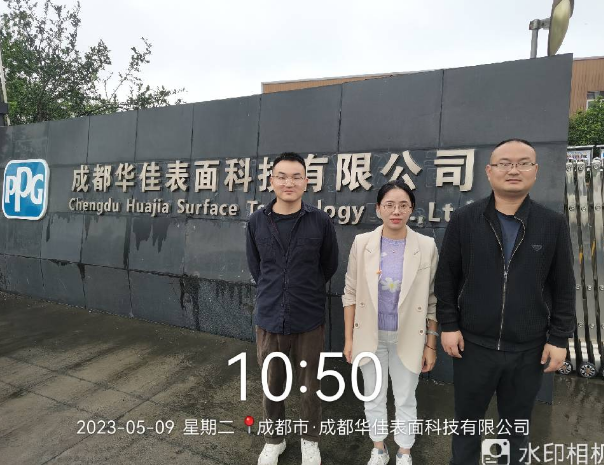 PPG
成都华佳表面科技有限公司
Chengdu Huajia Surface
10:50
2023-05-09 星期二 成都市·成都华佳表面科技有限公司
水印相机